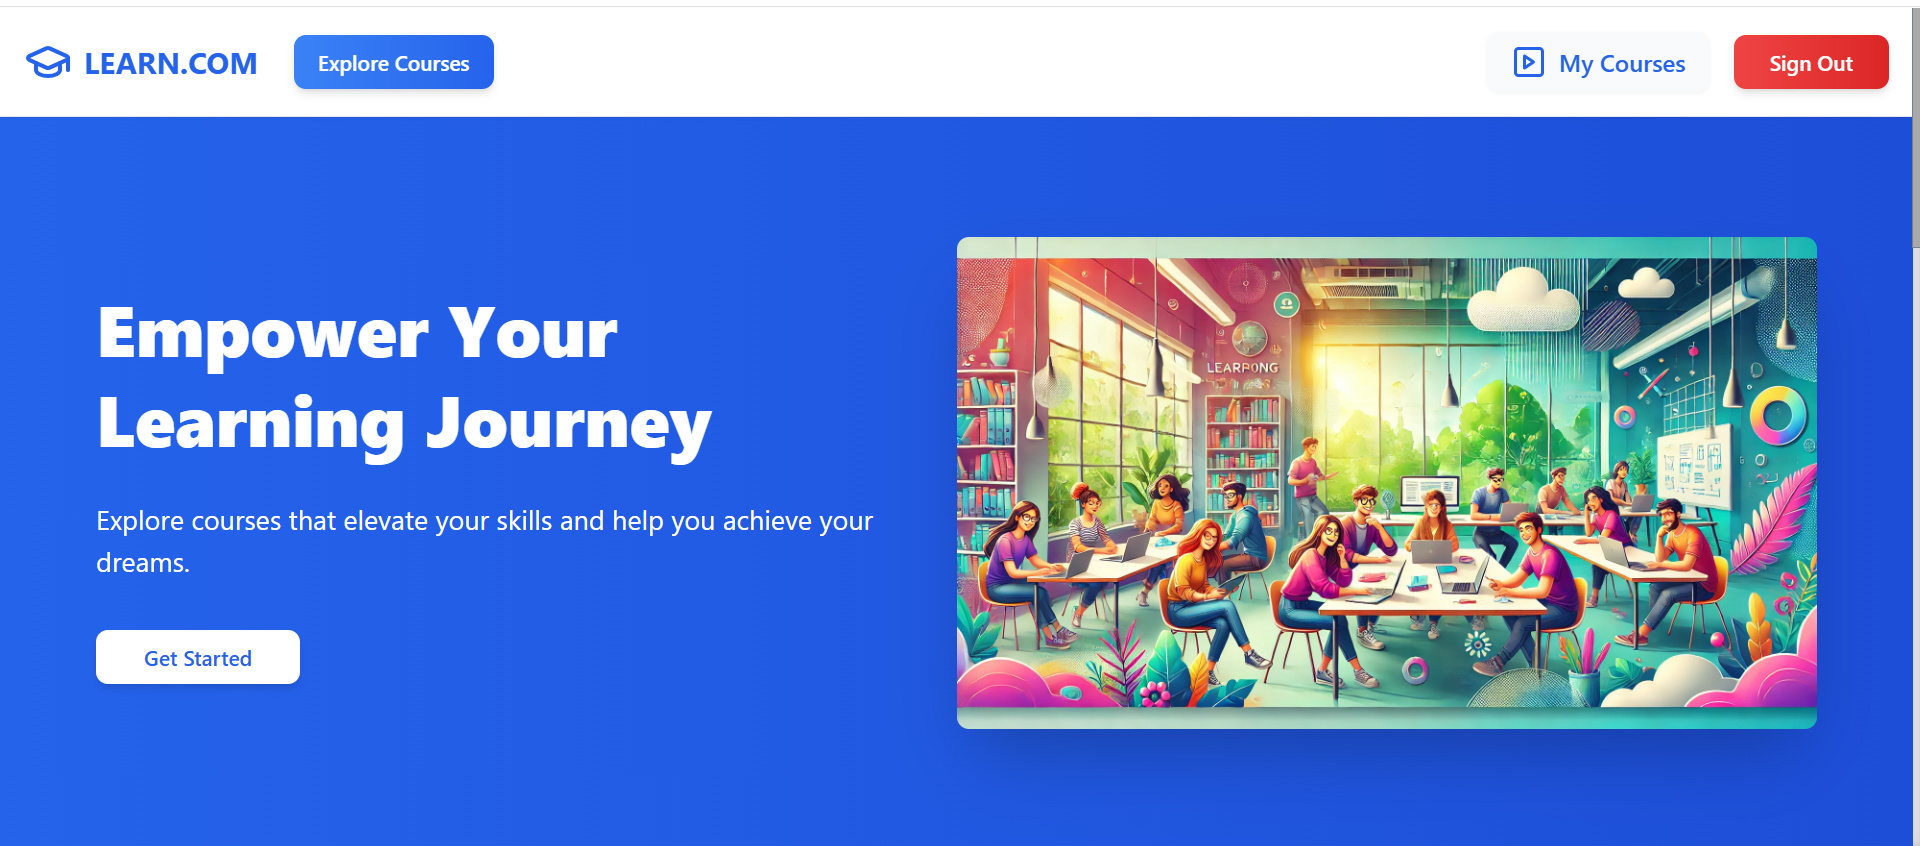 LEARN.COM
Explore Courses
My Courses
Sign Out
Empower Your
Learning Journey
Explore courses that elevate your skills and help you achieve your
dreams.
Get Started
LEARPONG